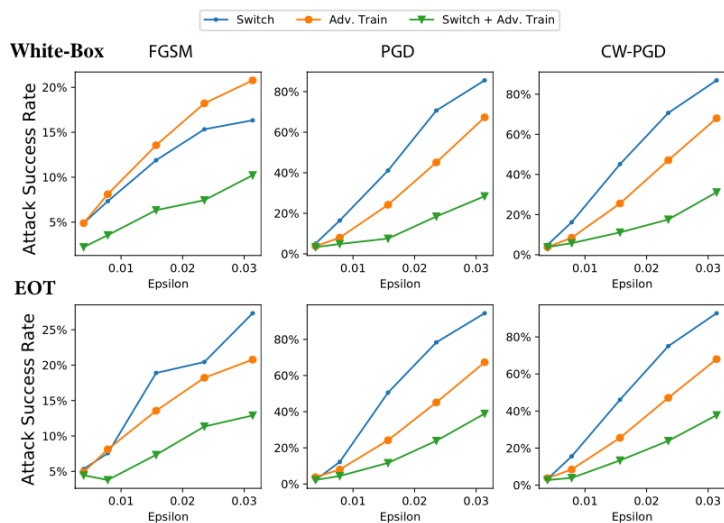 Switch Adv. Train Switch + Adv. Train
White-Box FGSM PGD CW-PGD
Attack Success Rate
20%
15%
10%
5%
0.01 0.02 0.03
Epsilon
80%
60%
40%
20%
0%
0.01 0.02 0.03
Epsilon
80%
60%
40%
20%
0%
0.01 0.02 0.03
Epsilon
EOT
Attack Success Rate
25%
20%
15%
10%
5%
0.01 0.02 0.03
Epsilon
80%
60%
40%
20%
0%
0.01 0.02 0.03
Epsilon
80%
60%
40%
20%
0%
0.01 0.02 0.03
Epsilon